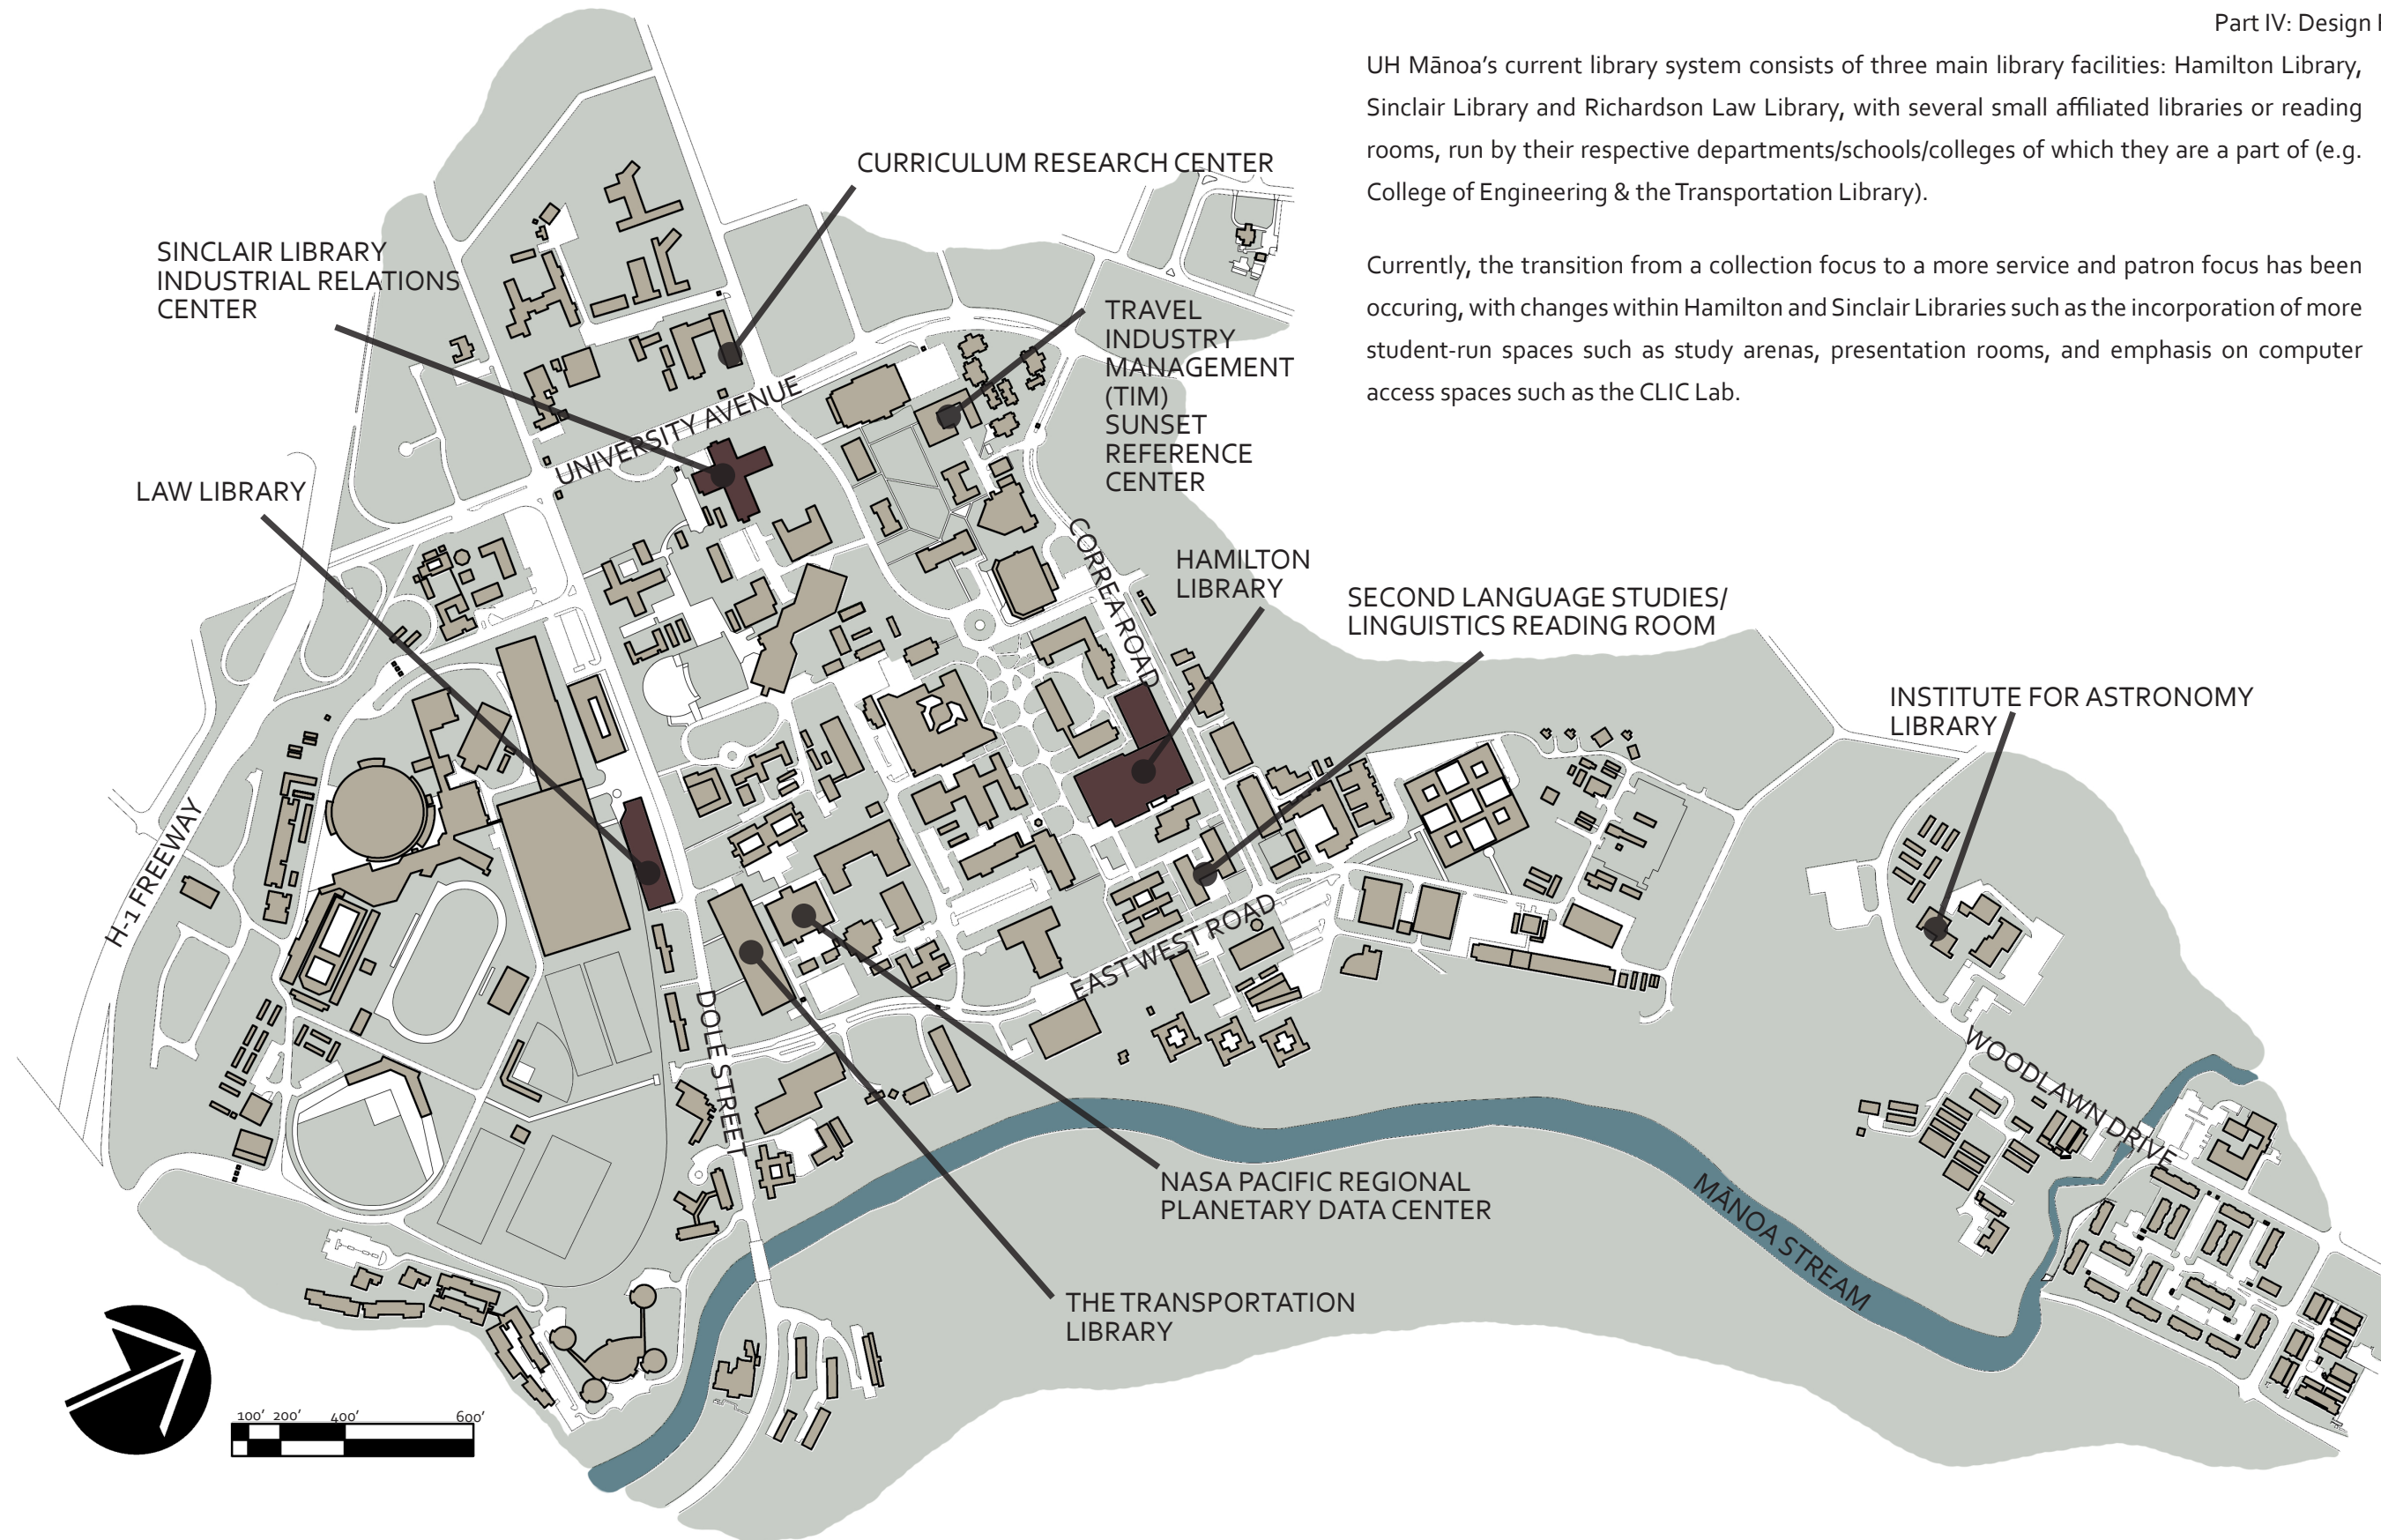 Part IV: Design
UH Mānoa's current library system consists of three main library facilities: Hamilton Library,
Sinclair Library and Richardson Law Library, with several small affiliated libraries or reading
rooms, run by their respective departments/schools/colleges of which they are a part of (e.g.
College of Engineering & the Transportation Library).
Currently, the transition from a collection focus to a more service and patron focus has been
occuring, with changes within Hamilton and Sinclair Libraries such as the incorporation of more
student-run spaces such as study arenas, presentation rooms, and emphasis on computer
access spaces such as the CLIC Lab.
CURRICULUM RESEARCH CENTER
SINCLAIR LIBRARY
INDUSTRIAL RELATIONS
CENTER
TRAVEL
INDUSTRY
MANAGEMENT
(TIM)
SUNSET
REFERENCE
CENTER
UNIVERSITY AVENUE
LAW LIBRARY
CORREA ROAD
HAMILTON
LIBRARY
SECOND LANGUAGE STUDIES/
LINGUISTICS READING ROOM
INSTITUTE FOR ASTRONOMY
LIBRARY
H-1 FREEWAY
EAST WEST ROAD
DOLE STREET
WOODLAWN DRIVE
NASA PACIFIC REGIONAL
PLANETARY DATA CENTER
MĀNOA STREAM
THE TRANSPORTATION
LIBRARY
100' 200' 400' 600'